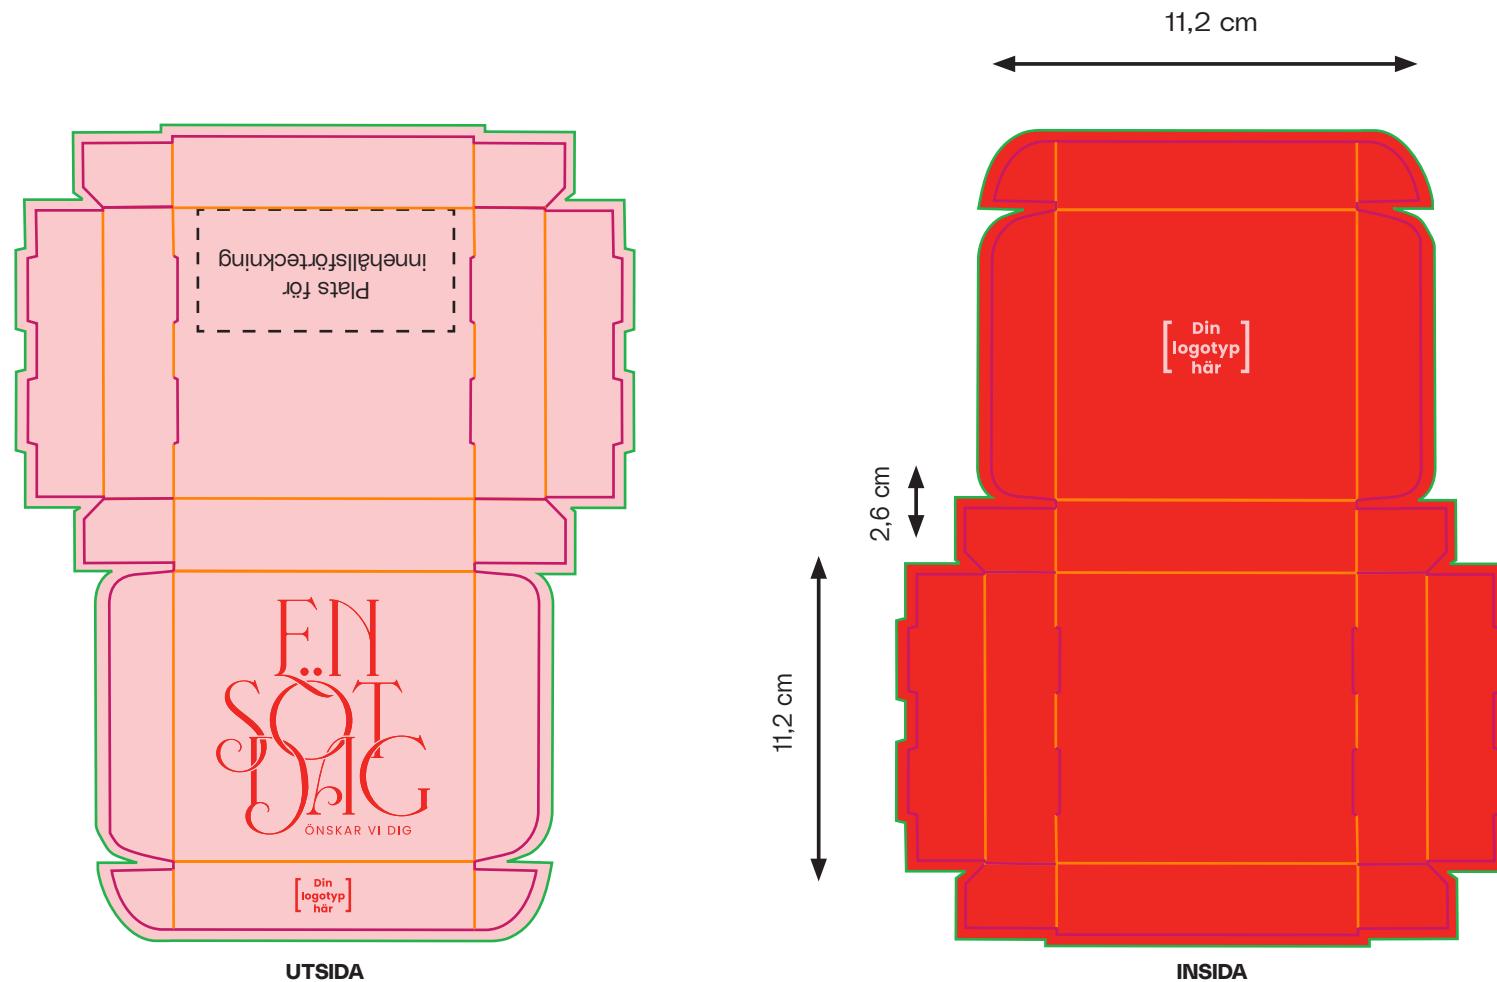 11,2 cm
Plats för
innehållsförteckning
EN
SÖT
DAG
ÖNSKAR VI DIG
Din
logotyp
här
UTSIDA
Din
logotyp
här
2,6 cm
11,2 cm
INSIDA